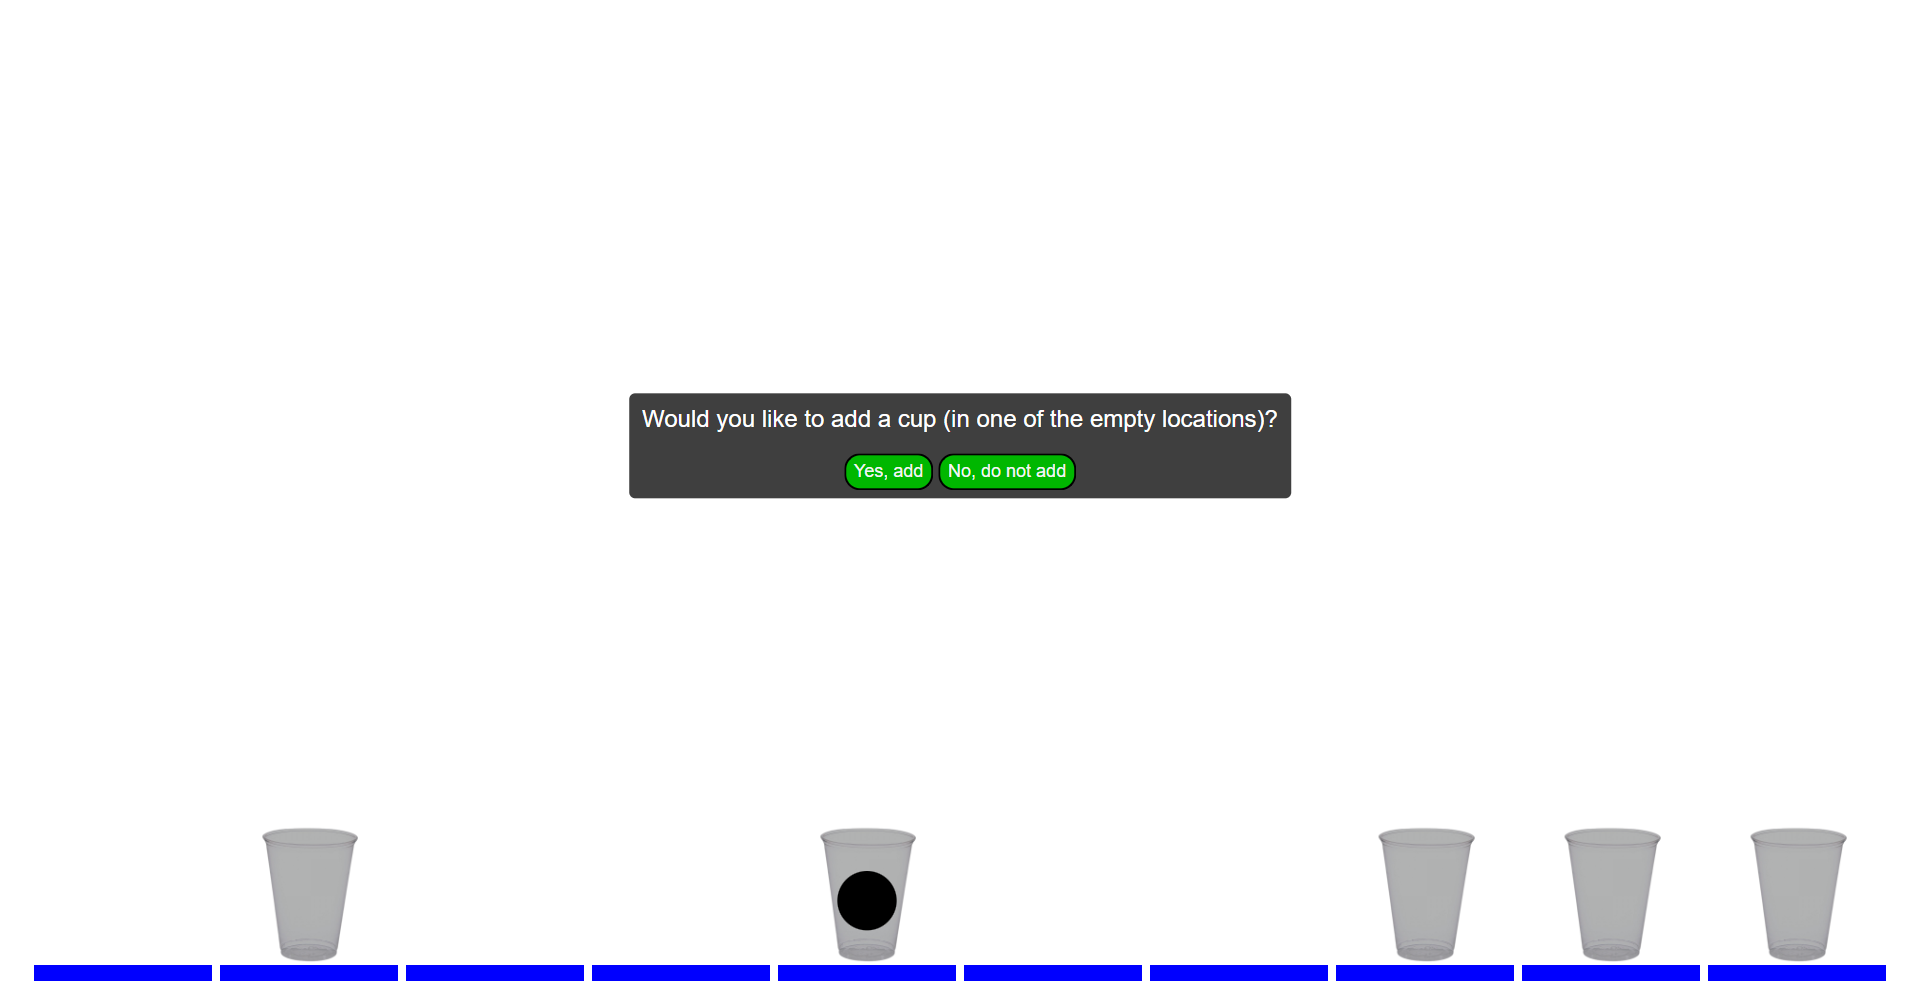 Would you like to add a cup (in one of the empty locations)?
Yes, add
No, do not add